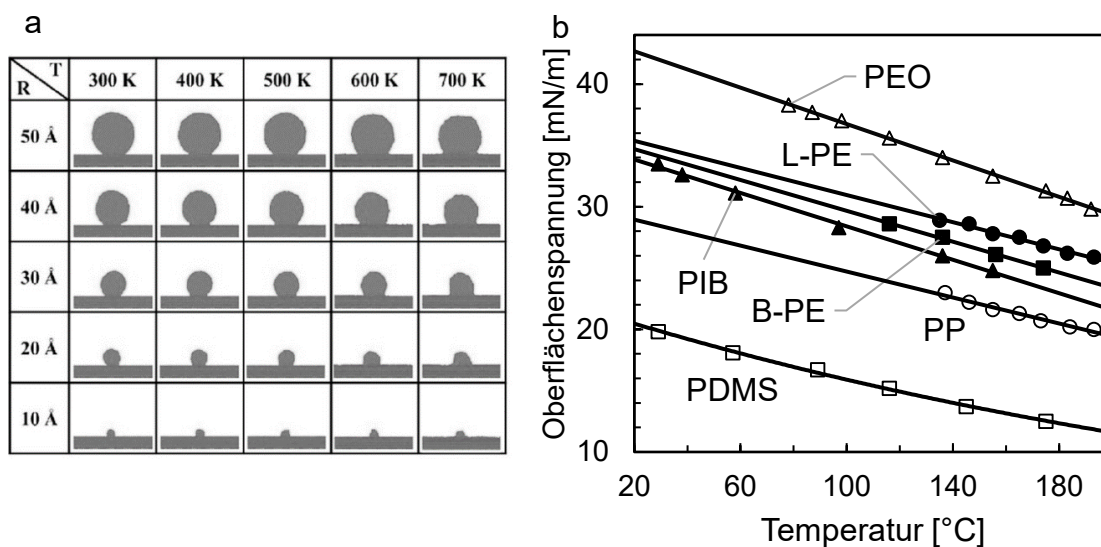 a
T
R
300 K 400 K 500 K 600 K 700 K
50 Å
40 Å
30 Å
20 Å
10 Å
b
Oberflächenspannung [mN/m]
40
30
20
10
PEO
L-PE
PIB
B-PE
PP
PDMS
20 60 100 140 180
Temperatur [°C]